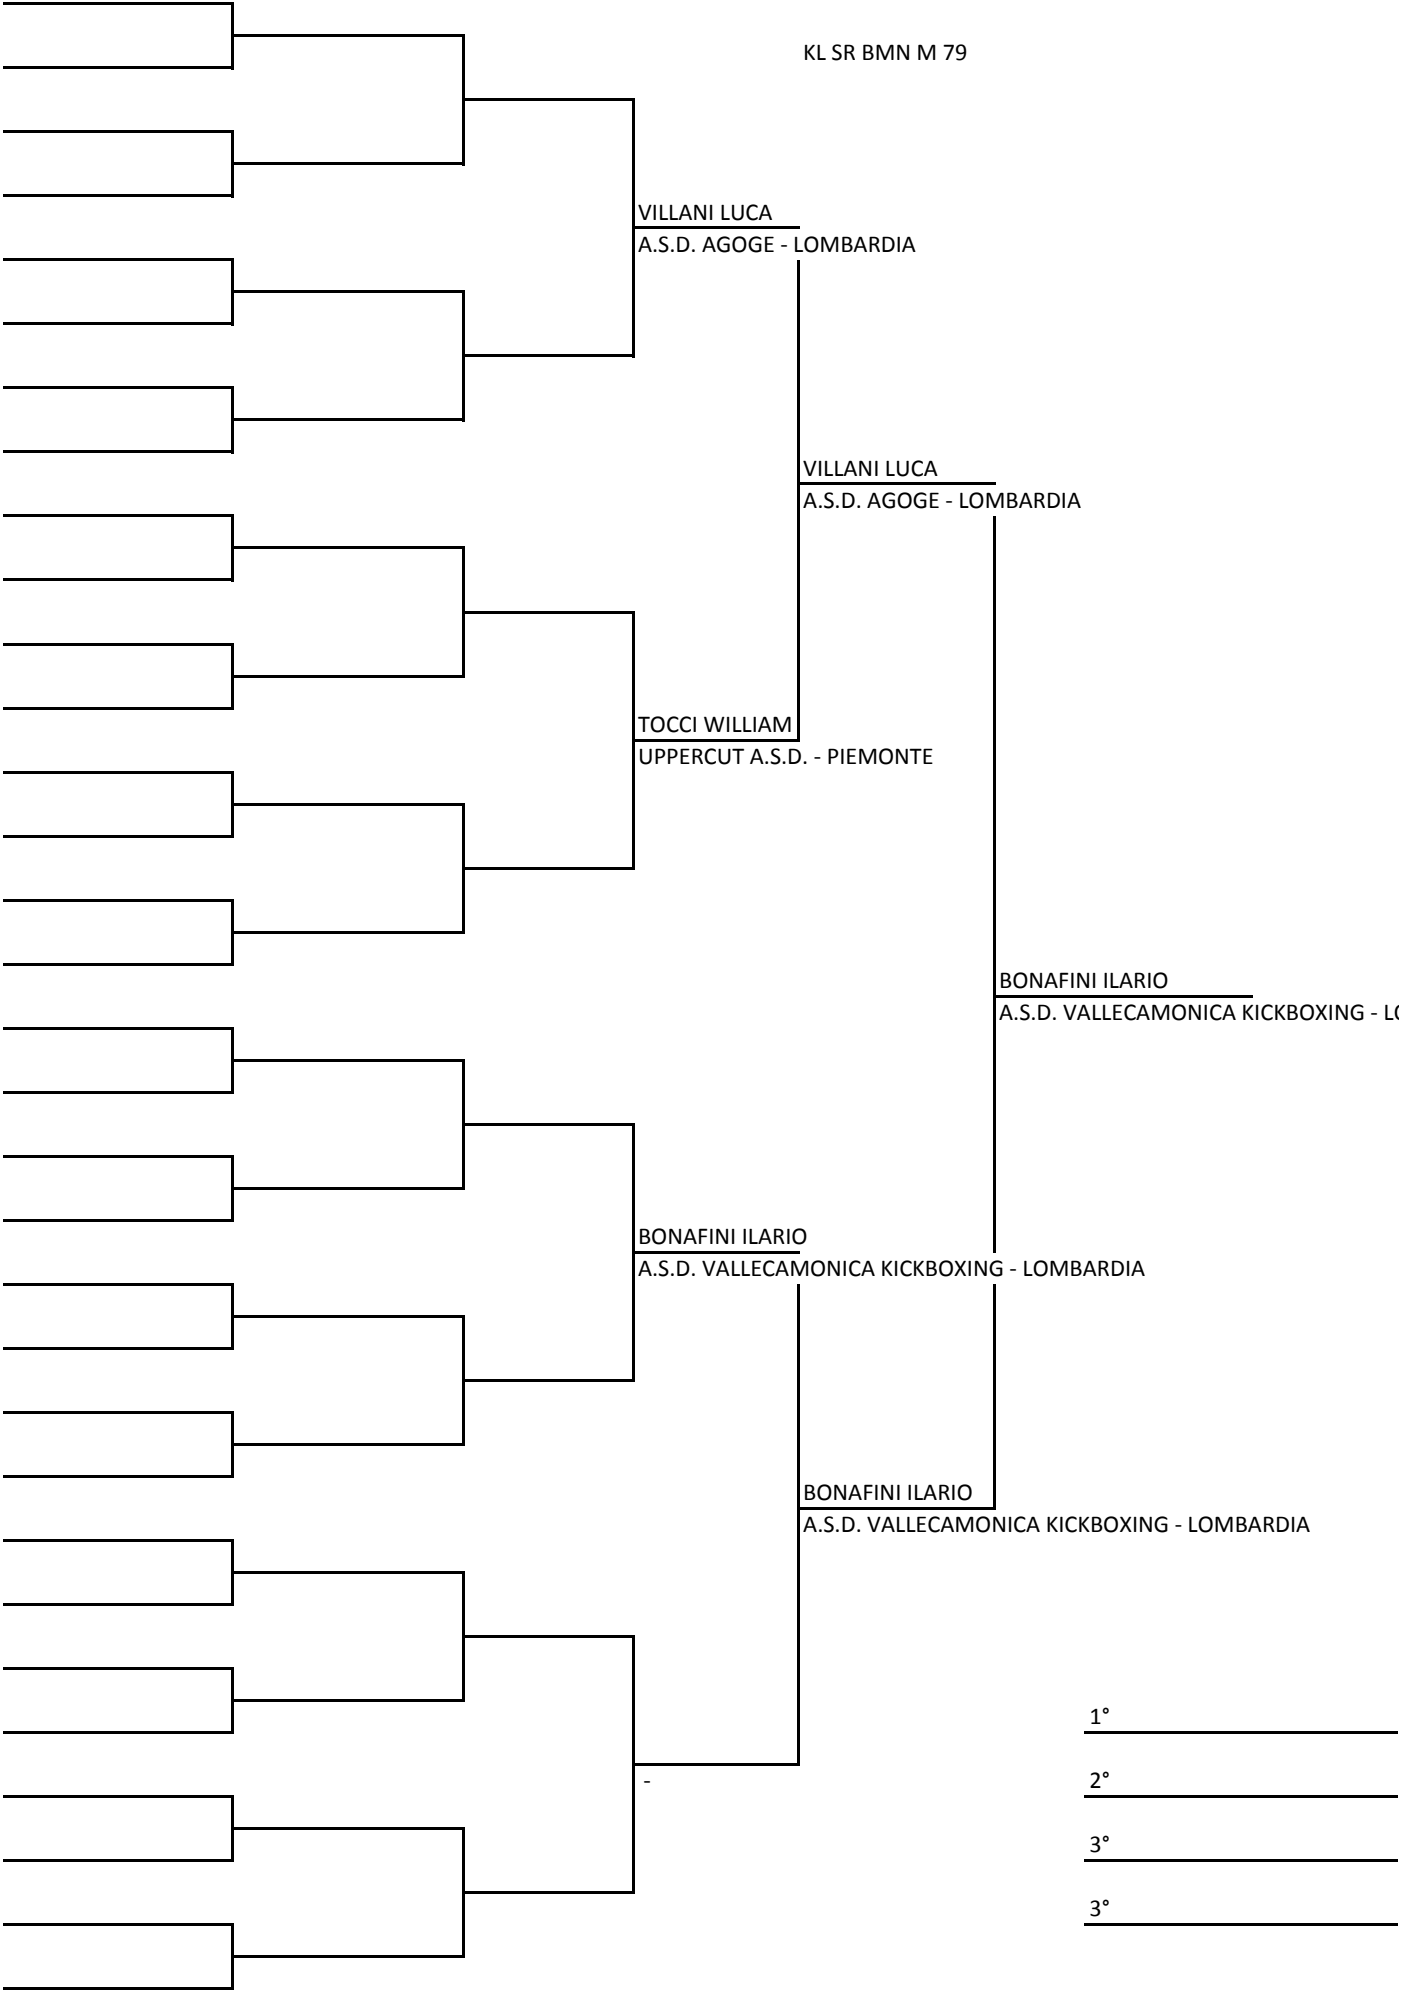 KL SR BMN M 79
VILLANI LUCA
A.S.D. AGOGE - LOMBARDIA
VILLANI LUCA
A.S.D. AGOGE - LOMBARDIA
TOCCI WILLIAM
UPPERCUT A.S.D. - PIEMONTE
BONAFINI ILARIO
A.S.D. VALLECAMONICA KICKBOXING - L
BONAFINI ILARIO
A.S.D. VALLECAMONICA KICKBOXING - LOMBARDIA
BONAFINI ILARIO
A.S.D. VALLECAMONICA KICKBOXING - LOMBARDIA
1°
-
2°
3°
3°